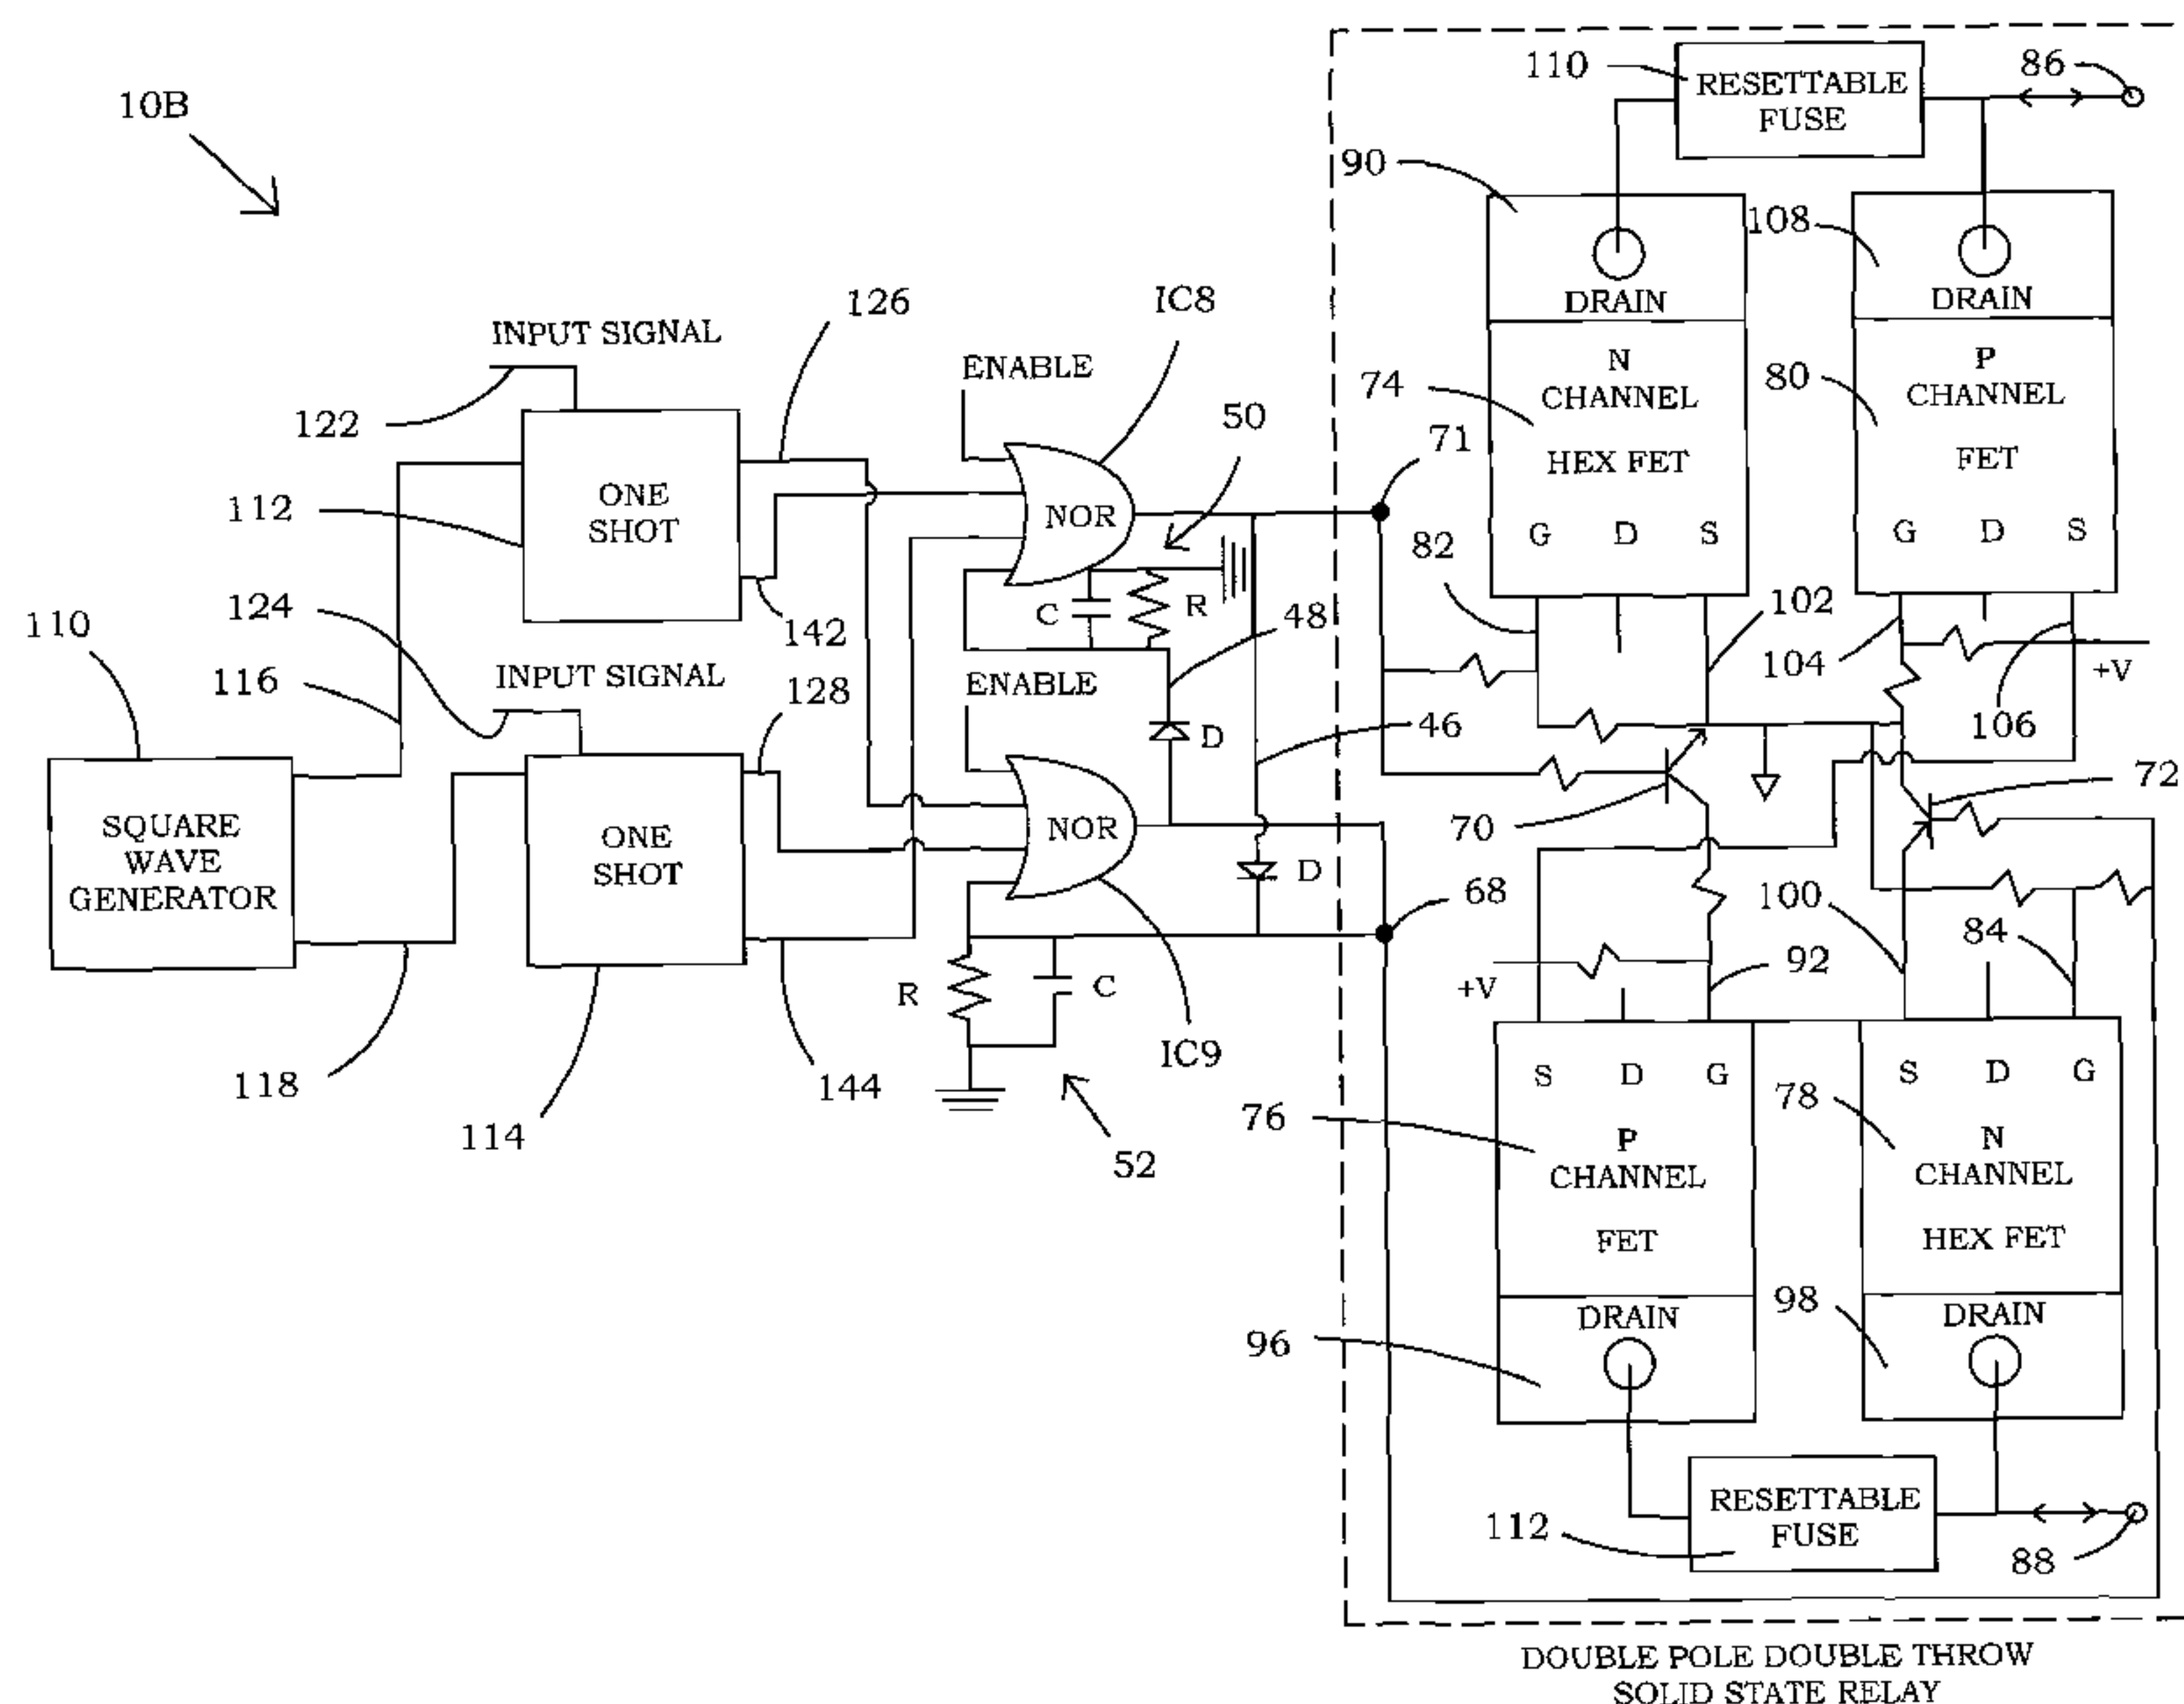 10B
110
RESETTABLE
FUSE
86
90
DRAIN
108
DRAIN
N
CHANNEL
HEX FET
G D S
74
P
CHANNEL
FET
G D S
80
INPUT SIGNAL
122
126
IC8
ENABLE
50
71
112
ONE
SHOT
NOR
82
C
R
48
102
142
124
INPUT SIGNAL
128
ENABLE
104
+V
106
110
116
D
46
72
SQUARE
WAVE
GENERATOR
ONE
SHOT
NOR
D
70
68
100
84
R
C
+V
92
118
114
144
IC9
52
76
S D G
P
CHANNEL
FET
78
S D G
N
CHANNEL
HEX FET
96
DRAIN
98
DRAIN
112
RESETTABLE
FUSE
88
DOUBLE POLE DOUBLE THROW
SOLID STATE RELAY